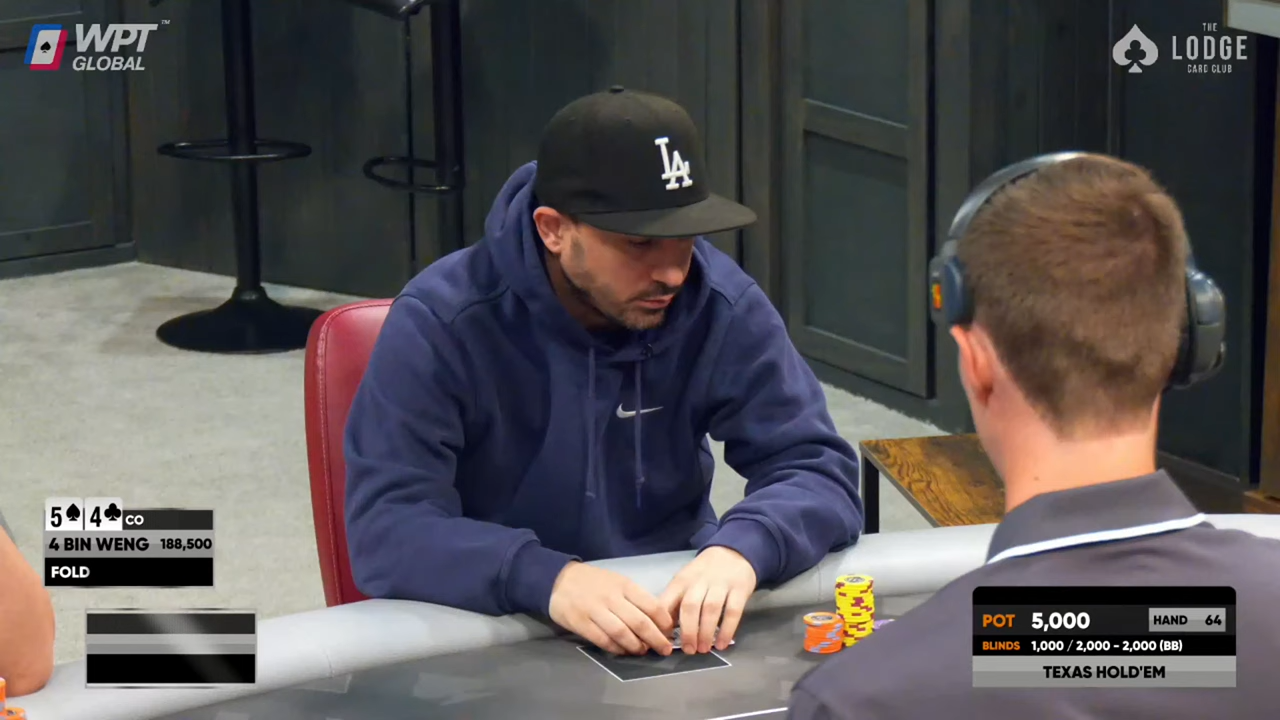 WPT™
GLOBAL
THE
LODGE
CARD CLUB
LA
5♠ 4♣ CO
4 BIN WENG 188,500
FOLD
POT 5,000 HAND 64
BLINDS 1,000 / 2,000 - 2,000 (BB)
TEXAS HOLD'EM